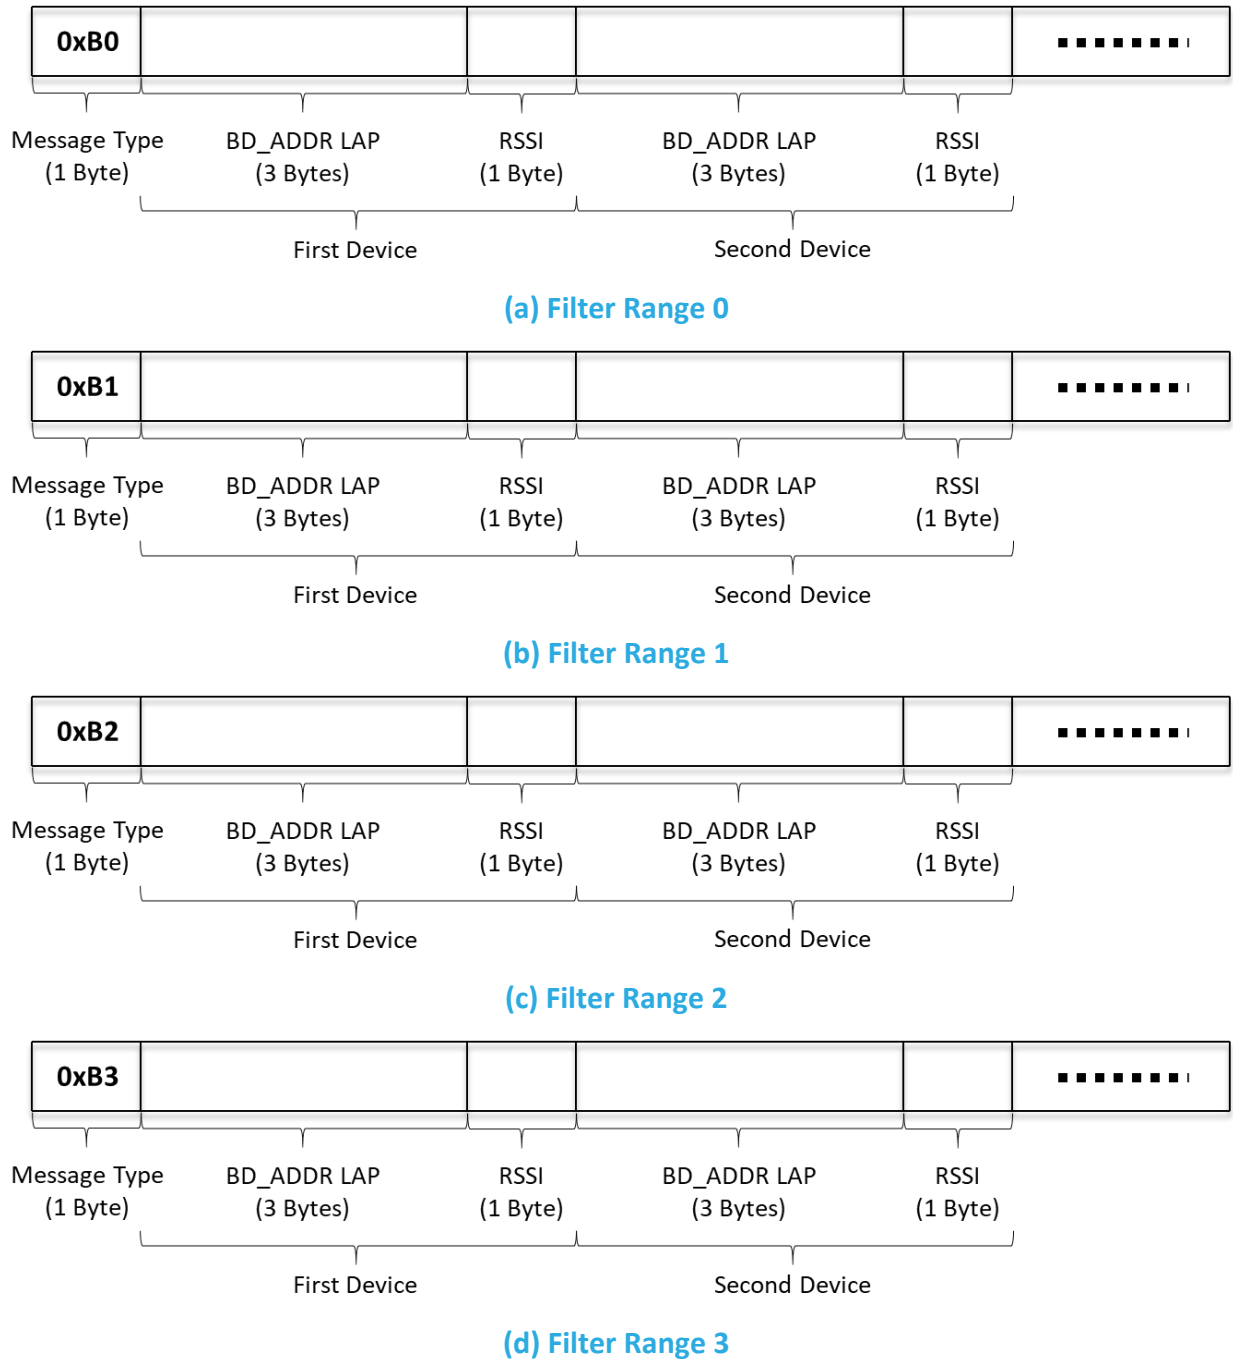 0xB0
Message Type BD_ADDR LAP RSSI BD_ADDR LAP RSSI
(1 Byte) (3 Bytes) (1 Byte) (3 Bytes) (1 Byte)
First Device Second Device
(a) Filter Range 0
0xB1
Message Type BD_ADDR LAP RSSI BD_ADDR LAP RSSI
(1 Byte) (3 Bytes) (1 Byte) (3 Bytes) (1 Byte)
First Device Second Device
(b) Filter Range 1
0xB2
Message Type BD_ADDR LAP RSSI BD_ADDR LAP RSSI
(1 Byte) (3 Bytes) (1 Byte) (3 Bytes) (1 Byte)
First Device Second Device
(c) Filter Range 2
0xB3
Message Type BD_ADDR LAP RSSI BD_ADDR LAP RSSI
(1 Byte) (3 Bytes) (1 Byte) (3 Bytes) (1 Byte)
First Device Second Device
(d) Filter Range 3